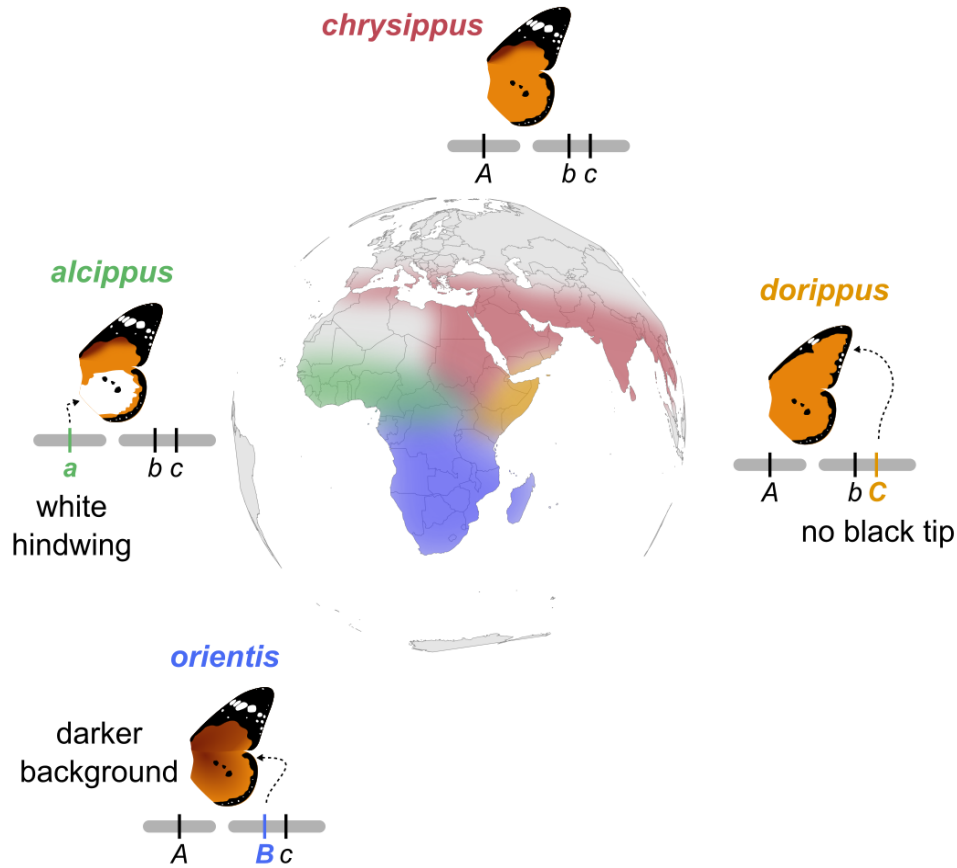 chrysippus
A b c
alcippus
a b c
white
hindwing
dorippus
A b C
no black tip
orientis
darker
background
A B c